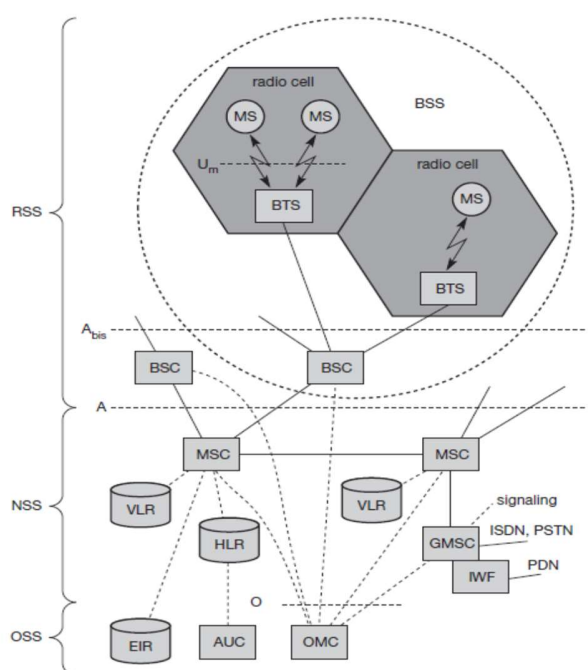 radio cell
BSS
MS MS
radio cell
Um
MS
RSS
BTS
BTS
Abis
BSC BSC
A
MSC MSC
VLR VLR
signaling
NSS
HLR
GMSC
ISDN, PSTN
IWF
PDN
O
OSS
EIR AUC OMC